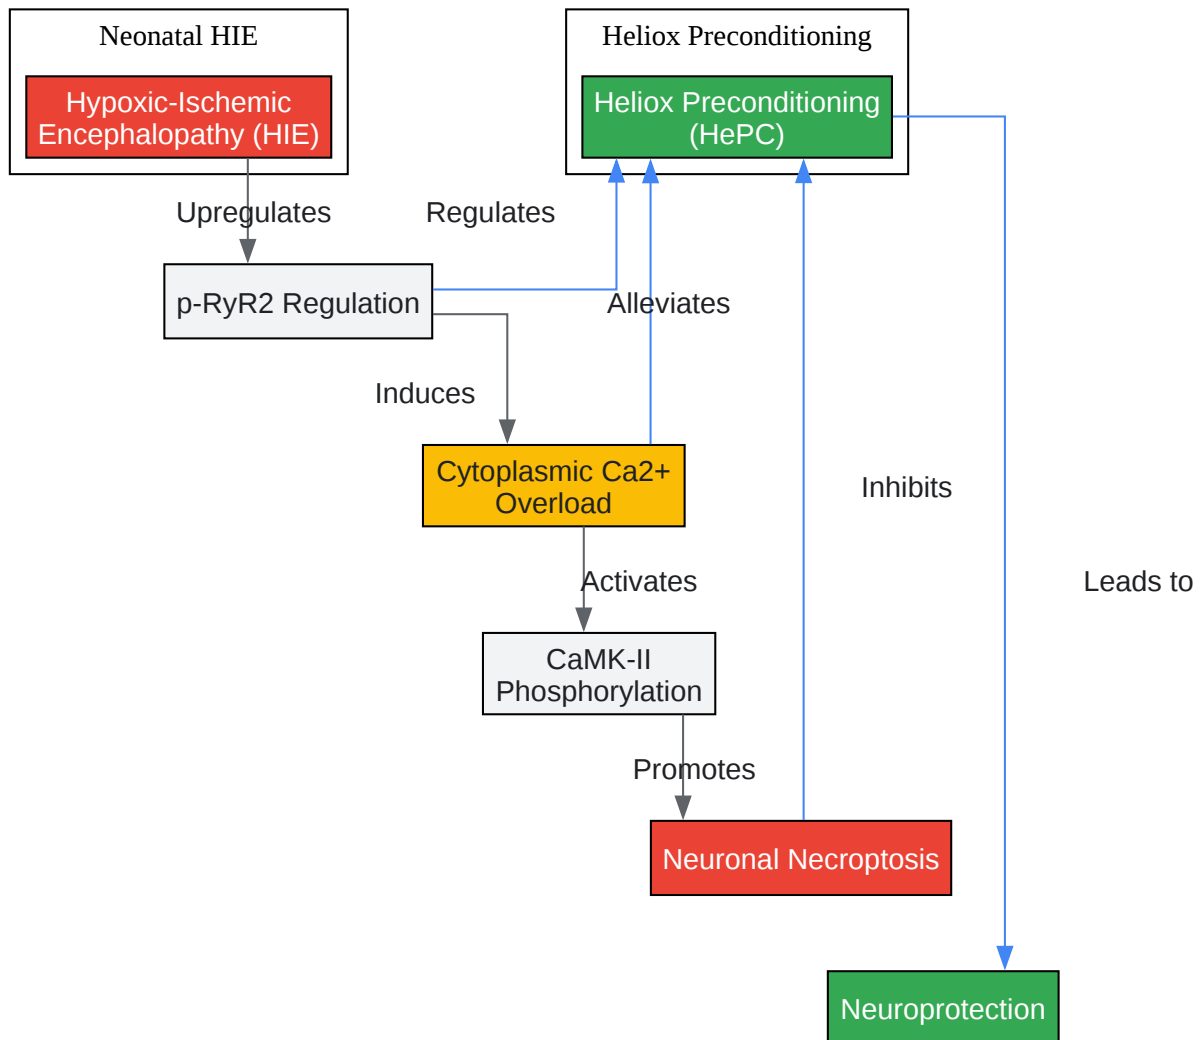 Neonatal HIE
Heliox Preconditioning
Hypoxic-Ischemic
Encephalopathy (HIE)
Heliox Preconditioning
(HePC)
Upregulates
Regulates
p-RyR2 Regulation
Alleviates
Induces
Cytoplasmic Ca2+
Overload
Inhibits
Activates
Leads to
CaMK-II
Phosphorylation
Promotes
Neuronal Necroptosis
Neuroprotection